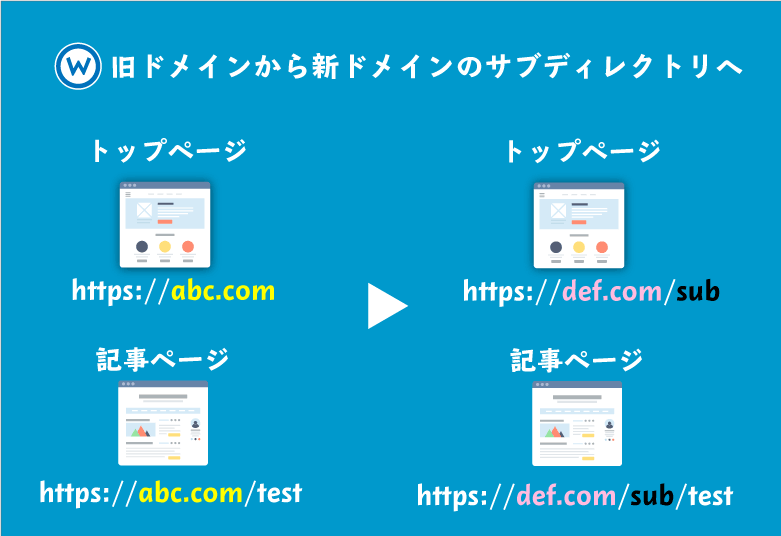 W 旧ドメインから新ドメインのサブディレクトリへ
トップページ
https://abc.com
記事ページ
https://abc.com/test
トップページ
https://def.com/sub
記事ページ
https://def.com/sub/test